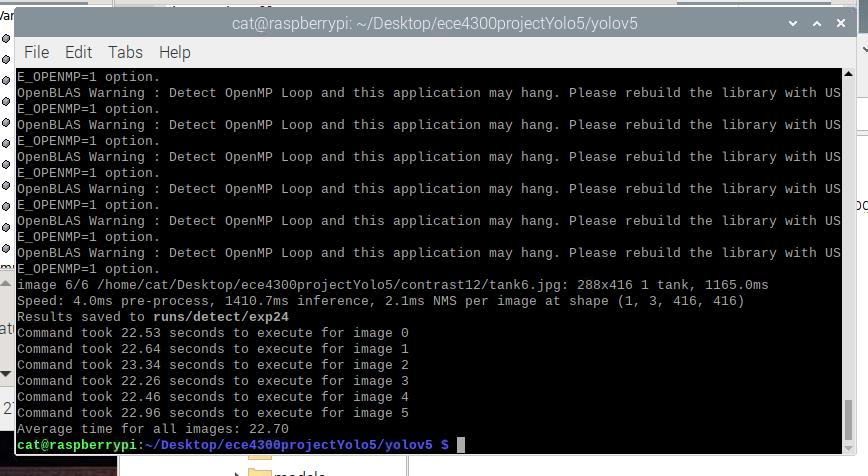 cat@raspberrypi: ~/Desktop/ece4300projectYolo5/yolov5
File Edit Tabs Help
E_OPENMP=1 option.
OpenBLAS Warning : Detect OpenMP Loop and this application may hang. Please rebuild the library with US
E_OPENMP=1 option.
OpenBLAS Warning : Detect OpenMP Loop and this application may hang. Please rebuild the library with US
E_OPENMP=1 option.
OpenBLAS Warning : Detect OpenMP Loop and this application may hang. Please rebuild the library with US
E_OPENMP=1 option.
OpenBLAS Warning : Detect OpenMP Loop and this application may hang. Please rebuild the library with US
E_OPENMP=1 option.
OpenBLAS Warning : Detect OpenMP Loop and this application may hang. Please rebuild the library with US
E_OPENMP=1 option.
OpenBLAS Warning : Detect OpenMP Loop and this application may hang. Please rebuild the library with US
E_OPENMP=1 option.
image 6/6 /home/cat/Desktop/ece4300projectYolo5/contrast12/tank6.jpg: 288x416 1 tank, 1165.0ms
Speed: 4.0ms pre-process, 1410.7ms inference, 2.1ms NMS per image at shape (1, 3, 416, 416)
Results saved to runs/detect/exp24
Command took 22.53 seconds to execute for image 0
Command took 22.64 seconds to execute for image 1
Command took 23.34 seconds to execute for image 2
Command took 22.26 seconds to execute for image 3
Command took 22.46 seconds to execute for image 4
Command took 22.96 seconds to execute for image 5
Average time for all images: 22.70
cat@raspberrypi:~/Desktop/ece4300projectYolo5/yolov5 $